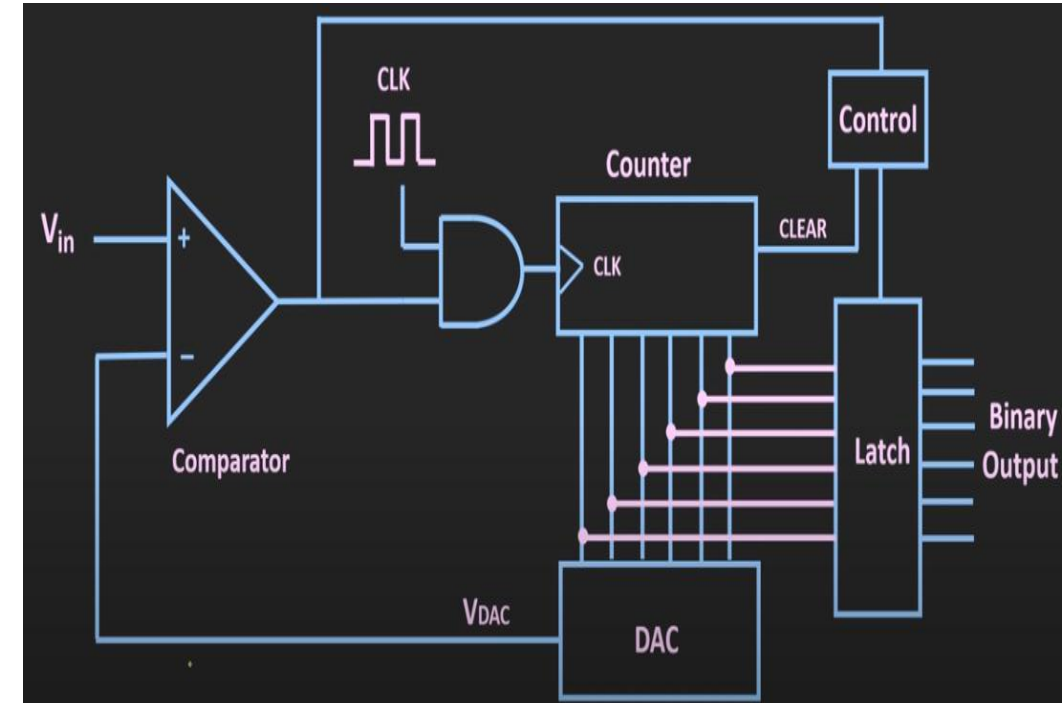 CLK
Control
Counter
Vin
+
CLEAR
CLK
−
Comparator
Latch
Binary
Output
VDAC
DAC